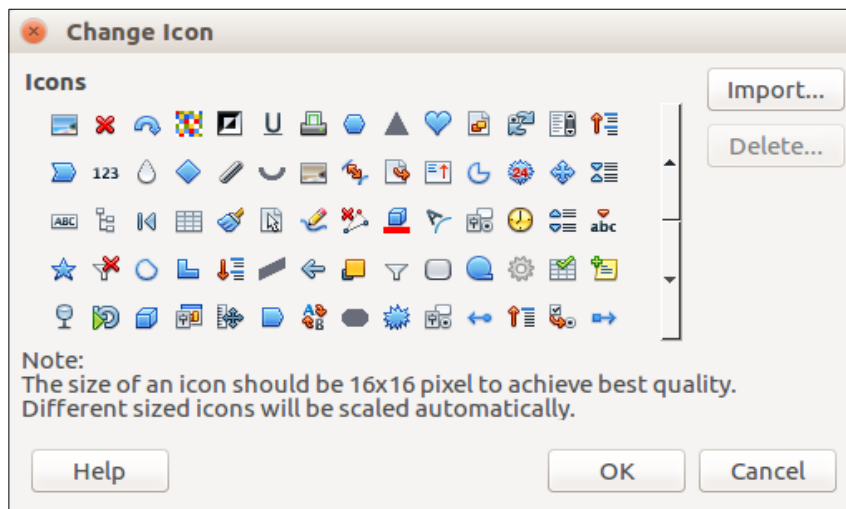 Change Icon
Icons
Import...
Delete...
U
123
24
ABC
abc
A
B
Note:
The size of an icon should be 16x16 pixel to achieve best quality.
Different sized icons will be scaled automatically.
Help
OK
Cancel